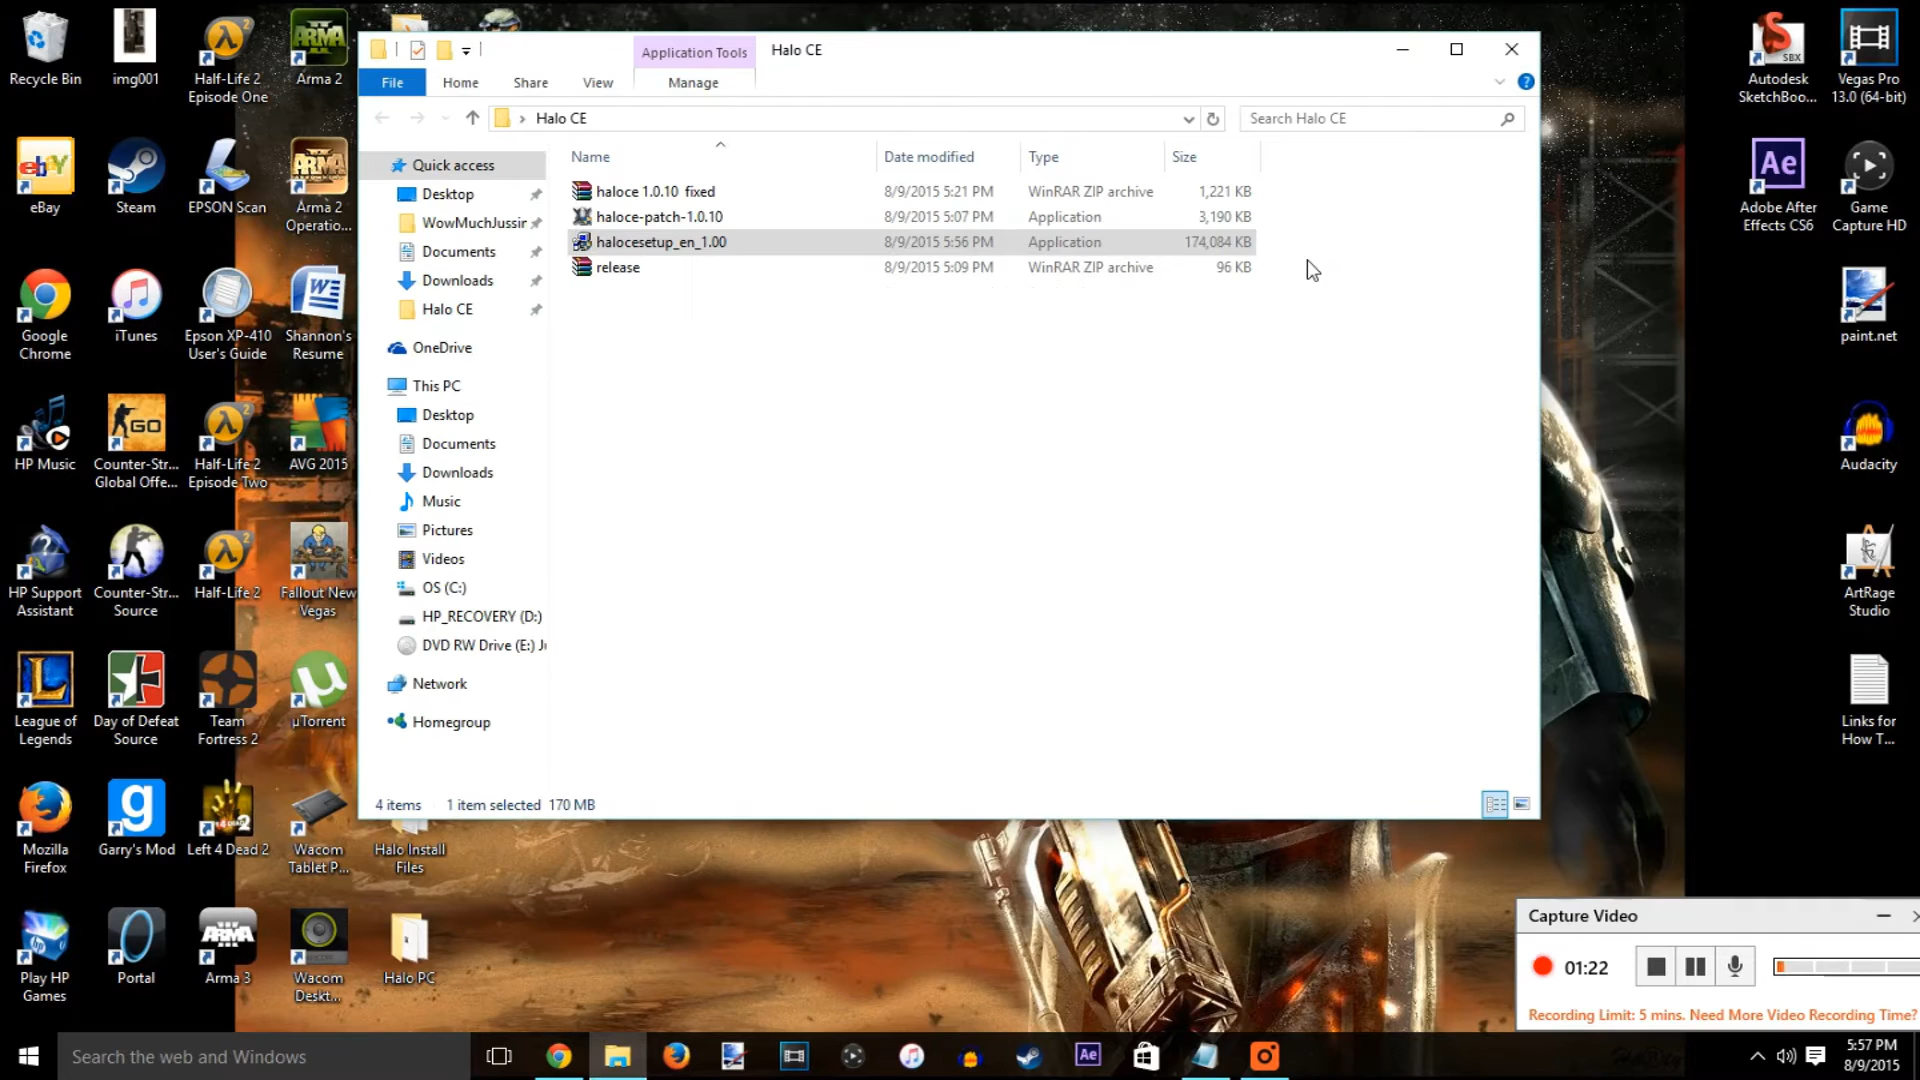 Application Tools
Halo CE
File
Home
Share
View
Manage
Halo CE
Search Halo CE
Name
Date modified
Type
Size
haloce 1.0.10 fixed
8/9/2015 5:21 PM
WinRAR ZIP archive
1,221 KB
haloce-patch-1.0.10
8/9/2015 5:07 PM
Application
3,190 KB
halocesetup_en_1.00
8/9/2015 5:56 PM
Application
174,084 KB
release
8/9/2015 5:09 PM
WinRAR ZIP archive
96 KB
Quick access
Desktop
WowMuchJussir
Documents
Downloads
Halo CE
OneDrive
This PC
Desktop
Documents
Downloads
Music
Pictures
Videos
OS (C:)
HP_RECOVERY (D:)
DVD RW Drive (E:) Ju
Network
Homegroup
4 items
1 item selected 170 MB
Recycle Bin
img001
Half-Life 2
Episode One
Arma 2
ARMA
II
ebay
eBay
Steam
EPSON Scan
ARMA
Arma 2
Operatio...
Google
Chrome
iTunes
Epson XP-410
User's Guide
Shannon's
Resume
HP Music
GO
Counter-Str...
Global Offe...
Half-Life 2
Episode Two
AVG 2015
HP Support
Assistant
Counter-Str...
Source
Half-Life 2
Fallout New
Vegas
League of
Legends
Day of Defeat
Source
Team
Fortress 2
µTorrent
Mozilla
Firefox
Garry's Mod
Left 4 Dead 2
Wacom
Tablet P...
Halo Install
Files
Play HP
Games
Portal
ARMA
Arma 3
Wacom
Deskt...
Halo PC
SBX
Autodesk
SketchBoo...
Vegas Pro
13.0 (64-bit)
Ae
Adobe After
Effects CS6
Game
Capture HD
paint.net
Audacity
ArtRage
Studio
Links for
How T...
Capture Video
01:22
Recording Limit: 5 mins. Need More Video Recording Time?
Search the web and Windows
Ae
5:57 PM
8/9/2015